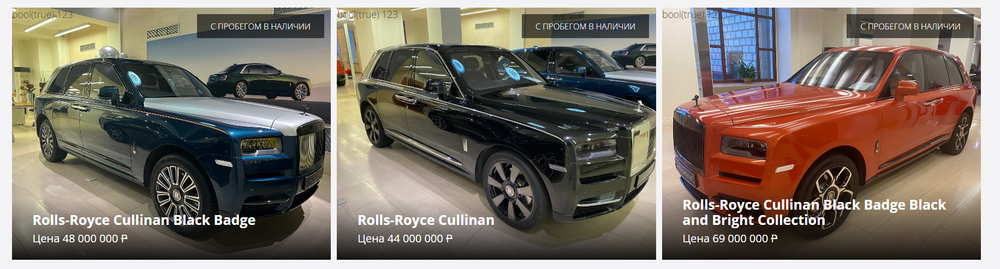 bool(true) 123
С ПРОБЕГОМ В НАЛИЧИИ
Rolls-Royce Cullinan Black Badge
Цена 48 000 000 ₽
bool(true) 123
С ПРОБЕГОМ В НАЛИЧИИ
Rolls-Royce Cullinan
Цена 44 000 000 ₽
bool(true) 123
С ПРОБЕГОМ В НАЛИЧИИ
Rolls-Royce Cullinan Black Badge Black
and Bright Collection
Цена 69 000 000 ₽